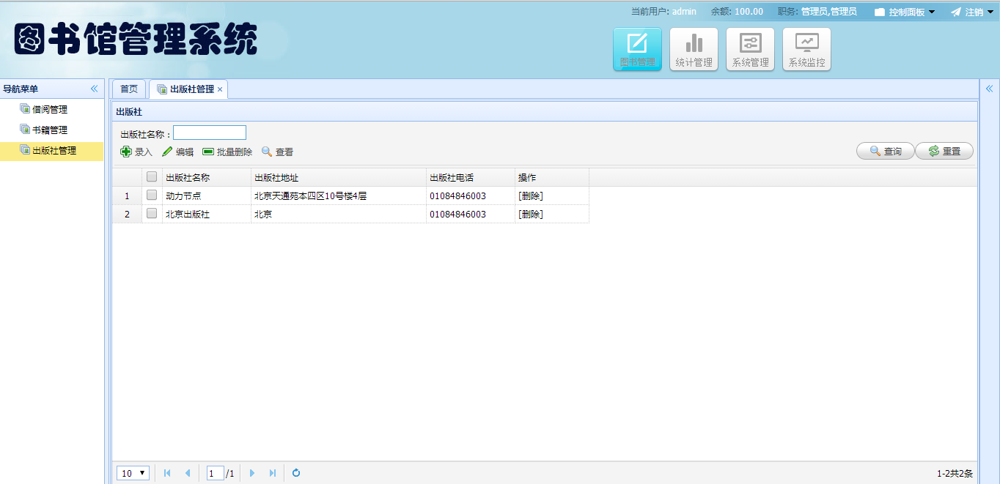 当前用户: admin 余额: 100.00 职务: 管理员,管理员 控制面板 注销
图书馆管理系统
图书管理 统计管理 系统管理 系统监控
导航菜单
借阅管理
书籍管理
出版社管理
首页 出版社管理
出版社
出版社名称：
录入 编辑 批量删除 查看 查询 重置
出版社名称 出版社地址 出版社电话 操作
1 动力节点 北京天通苑本四区10号楼4层 01084846003 [删除]
2 北京出版社 北京 01084846003 [删除]
10 1 /1 1-2共2条